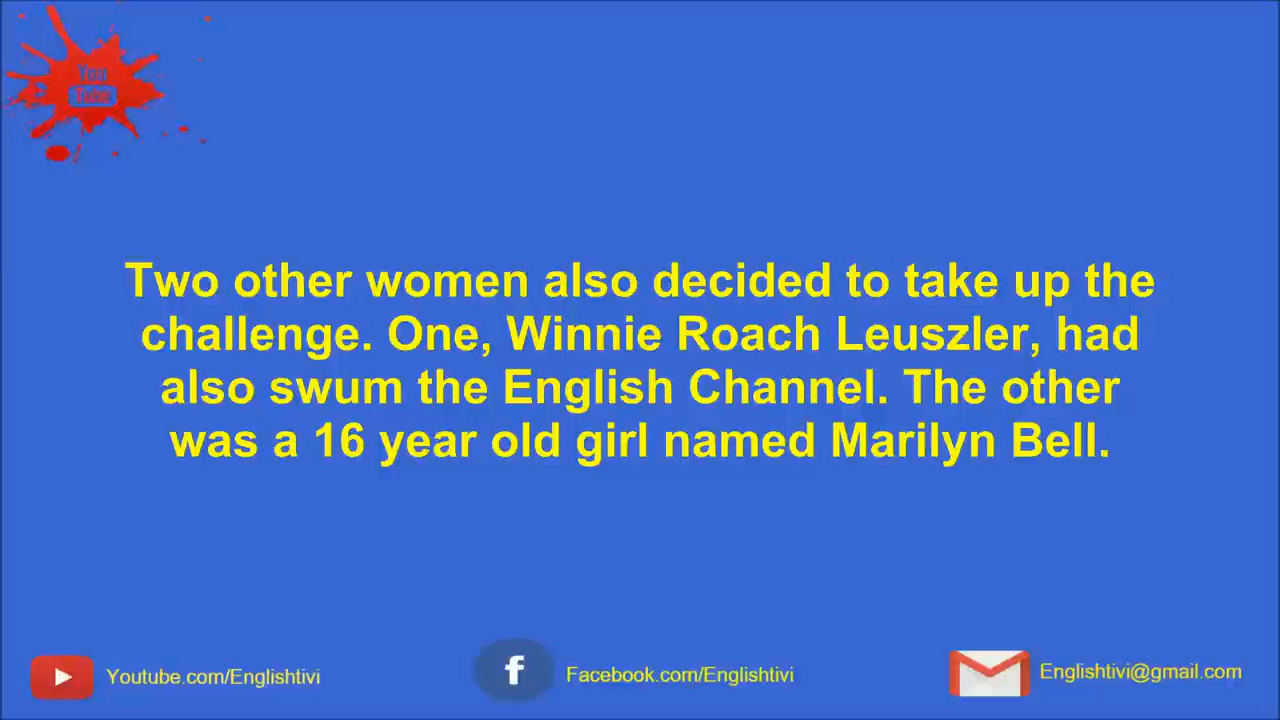 You
Tube
Two other women also decided to take up the
challenge. One, Winnie Roach Leuszler, had
also swum the English Channel. The other
was a 16 year old girl named Marilyn Bell.
Youtube.com/Englishtivi
f
Facebook.com/Englishtivi
Englishtivi@gmail.com